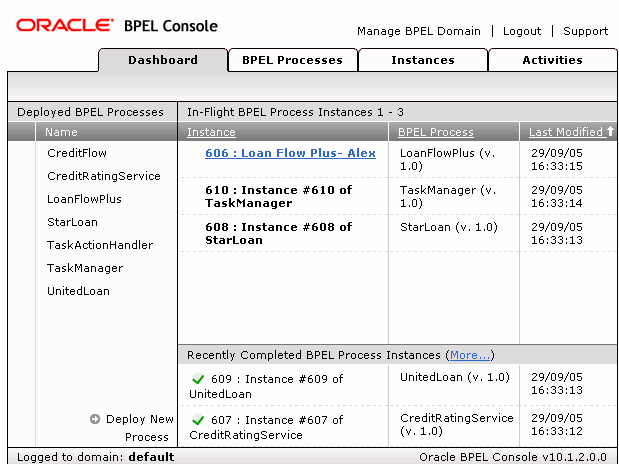 ORACLE BPEL Console
Manage BPEL Domain | Logout | Support
Dashboard BPEL Processes Instances Activities
Deployed BPEL Processes
Name
CreditFlow
CreditRatingService
LoanFlowPlus
StarLoan
TaskActionHandler
TaskManager
UnitedLoan
Deploy New
Process
In-Flight BPEL Process Instances 1 - 3
Instance BPEL Process Last Modified
606 : Loan Flow Plus- Alex LoanFlowPlus (v. 29/09/05
1.0) 16:33:15
610 : Instance #610 of TaskManager (v. 29/09/05
TaskManager 1.0) 16:33:14
608 : Instance #608 of StarLoan (v. 1.0) 29/09/05
StarLoan 16:33:13
Recently Completed BPEL Process Instances (More...)
609 : Instance #609 of UnitedLoan (v. 1.0) 29/09/05
UnitedLoan 16:33:13
607 : Instance #607 of CreditRatingService 29/09/05
CreditRatingService (v. 1.0) 16:33:12
Logged to domain: default Oracle BPEL Console v10.1.2.0.0